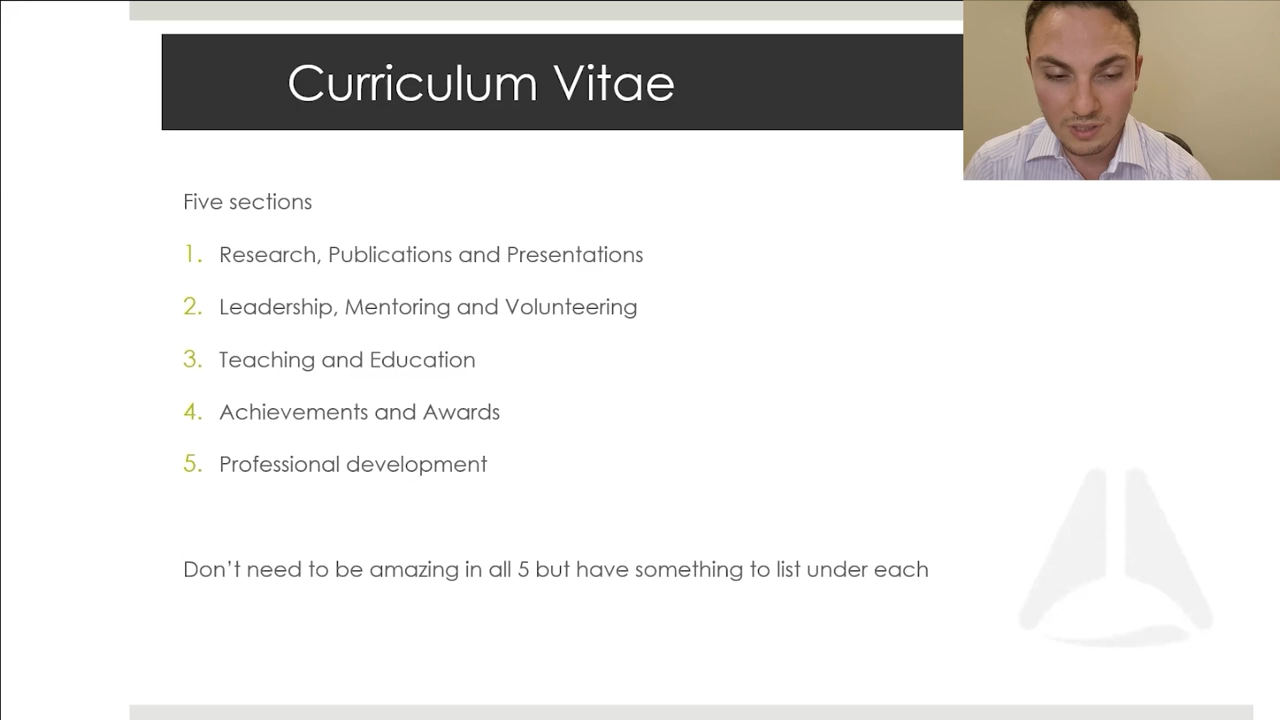 Curriculum Vitae
Five sections
1. Research, Publications and Presentations
2. Leadership, Mentoring and Volunteering
3. Teaching and Education
4. Achievements and Awards
5. Professional development
Don’t need to be amazing in all 5 but have something to list under each